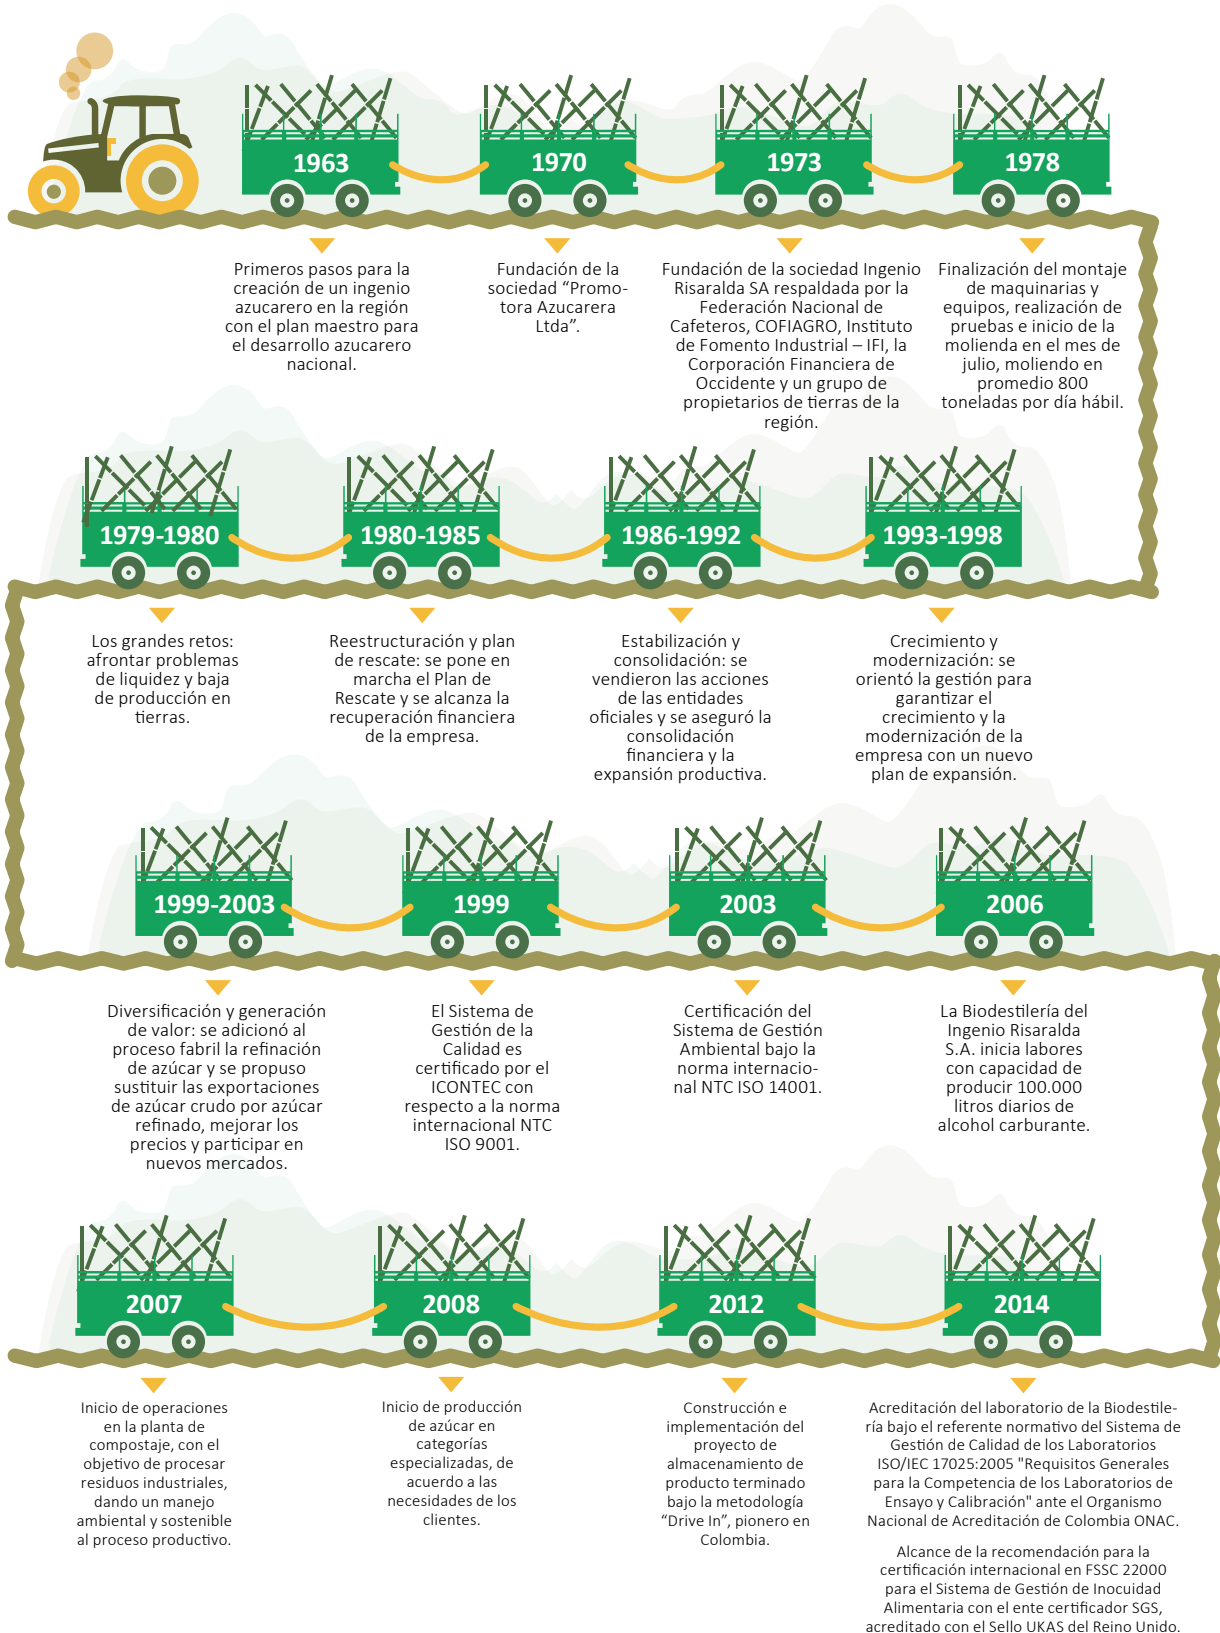 1963
1970
1973
1978
Primeros pasos para la
creación de un ingenio
azucarero en la región
con el plan maestro para
el desarrollo azucarero
nacional.
Fundación de la
sociedad “Promo-
tora Azucarera
Ltda”.
Fundación de la sociedad Ingenio
Risaralda SA respaldada por la
Federación Nacional de
Cafeteros, COFIAGRO, Instituto
de Fomento Industrial – IFI, la
Corporación Financiera de
Occidente y un grupo de
propietarios de tierras de la
región.
Finalización del montaje
de maquinarias y
equipos, realización de
pruebas e inicio de la
molienda en el mes de
julio, moliendo en
promedio 800
toneladas por día hábil.
1979-1980
1980-1985
1986-1992
1993-1998
Los grandes retos:
afrontar problemas
de liquidez y baja
de producción en
tierras.
Reestructuración y plan
de rescate: se pone en
marcha el Plan de
Rescate y se alcanza la
recuperación financiera
de la empresa.
Estabilización y
consolidación: se
vendieron las acciones
de las entidades
oficiales y se aseguró la
consolidación
financiera y la
expansión productiva.
Crecimiento y
modernización: se
orientó la gestión para
garantizar el
crecimiento y la
modernización de la
empresa con un nuevo
plan de expansión.
1999-2003
1999
2003
2006
Diversificación y generación
de valor: se adicionó al
proceso fabril la refinación
de azúcar y se propuso
sustituir las exportaciones
de azúcar crudo por azúcar
refinado, mejorar los
precios y participar en
nuevos mercados.
El Sistema de
Gestión de la
Calidad es
certificado por el
ICONTEC con
respecto a la norma
internacional NTC
ISO 9001.
Certificación del
Sistema de Gestión
Ambiental bajo la
norma internacio-
nal NTC ISO 14001.
La Biodestilería del
Ingenio Risaralda
S.A. inicia labores
con capacidad de
producir 100.000
litros diarios de
alcohol carburante.
2007
2008
2012
2014
Inicio de operaciones
en la planta de
compostaje, con el
objetivo de procesar
residuos industriales,
dando un manejo
ambiental y sostenible
al proceso productivo.
Inicio de producción
de azúcar en
categorías
especializadas, de
acuerdo a las
necesidades de los
clientes.
Construcción e
implementación del
proyecto de
almacenamiento de
producto terminado
bajo la metodología
“Drive In”, pionero en
Colombia.
Acreditación del laboratorio de la Biodestile-
ría bajo el referente normativo del Sistema de
Gestión de Calidad de los Laboratorios
ISO/IEC 17025:2005 "Requisitos Generales
para la Competencia de los Laboratorios de
Ensayo y Calibración" ante el Organismo
Nacional de Acreditación de Colombia ONAC.
Alcance de la recomendación para la
certificación internacional en FSSC 22000
para el Sistema de Gestión de Inocuidad
Alimentaria con el ente certificador SGS,
acreditado con el Sello UKAS del Reino Unido.